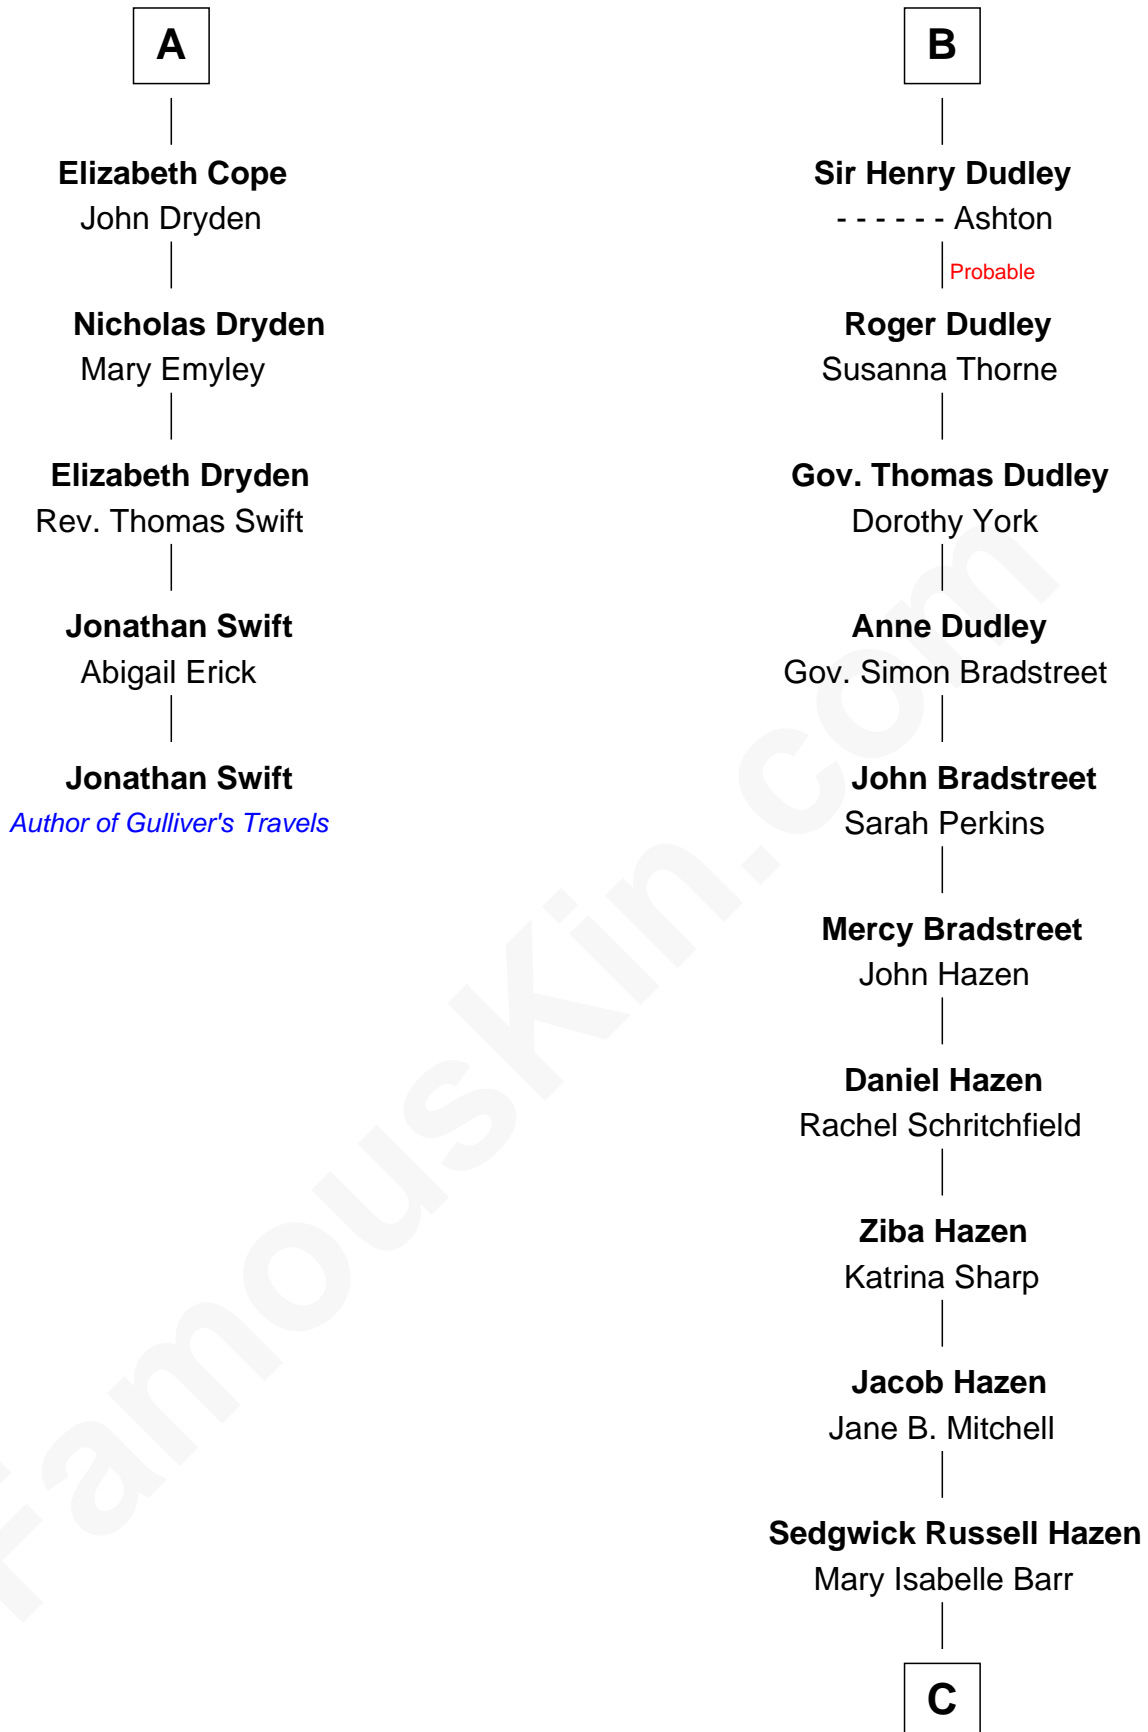 A
Elizabeth Cope
John Dryden
Nicholas Dryden
Mary Emyley
Elizabeth Dryden
Rev. Thomas Swift
Jonathan Swift
Abigail Erick
Jonathan Swift
Author of Gulliver's Travels
B
Sir Henry Dudley
- - - - - - Ashton
Probable
Roger Dudley
Susanna Thorne
Gov. Thomas Dudley
Dorothy York
Anne Dudley
Gov. Simon Bradstreet
John Bradstreet
Sarah Perkins
Mercy Bradstreet
John Hazen
Daniel Hazen
Rachel Schritchfield
Ziba Hazen
Katrina Sharp
Jacob Hazen
Jane B. Mitchell
Sedgwick Russell Hazen
Mary Isabelle Barr
C
FamousKin.com